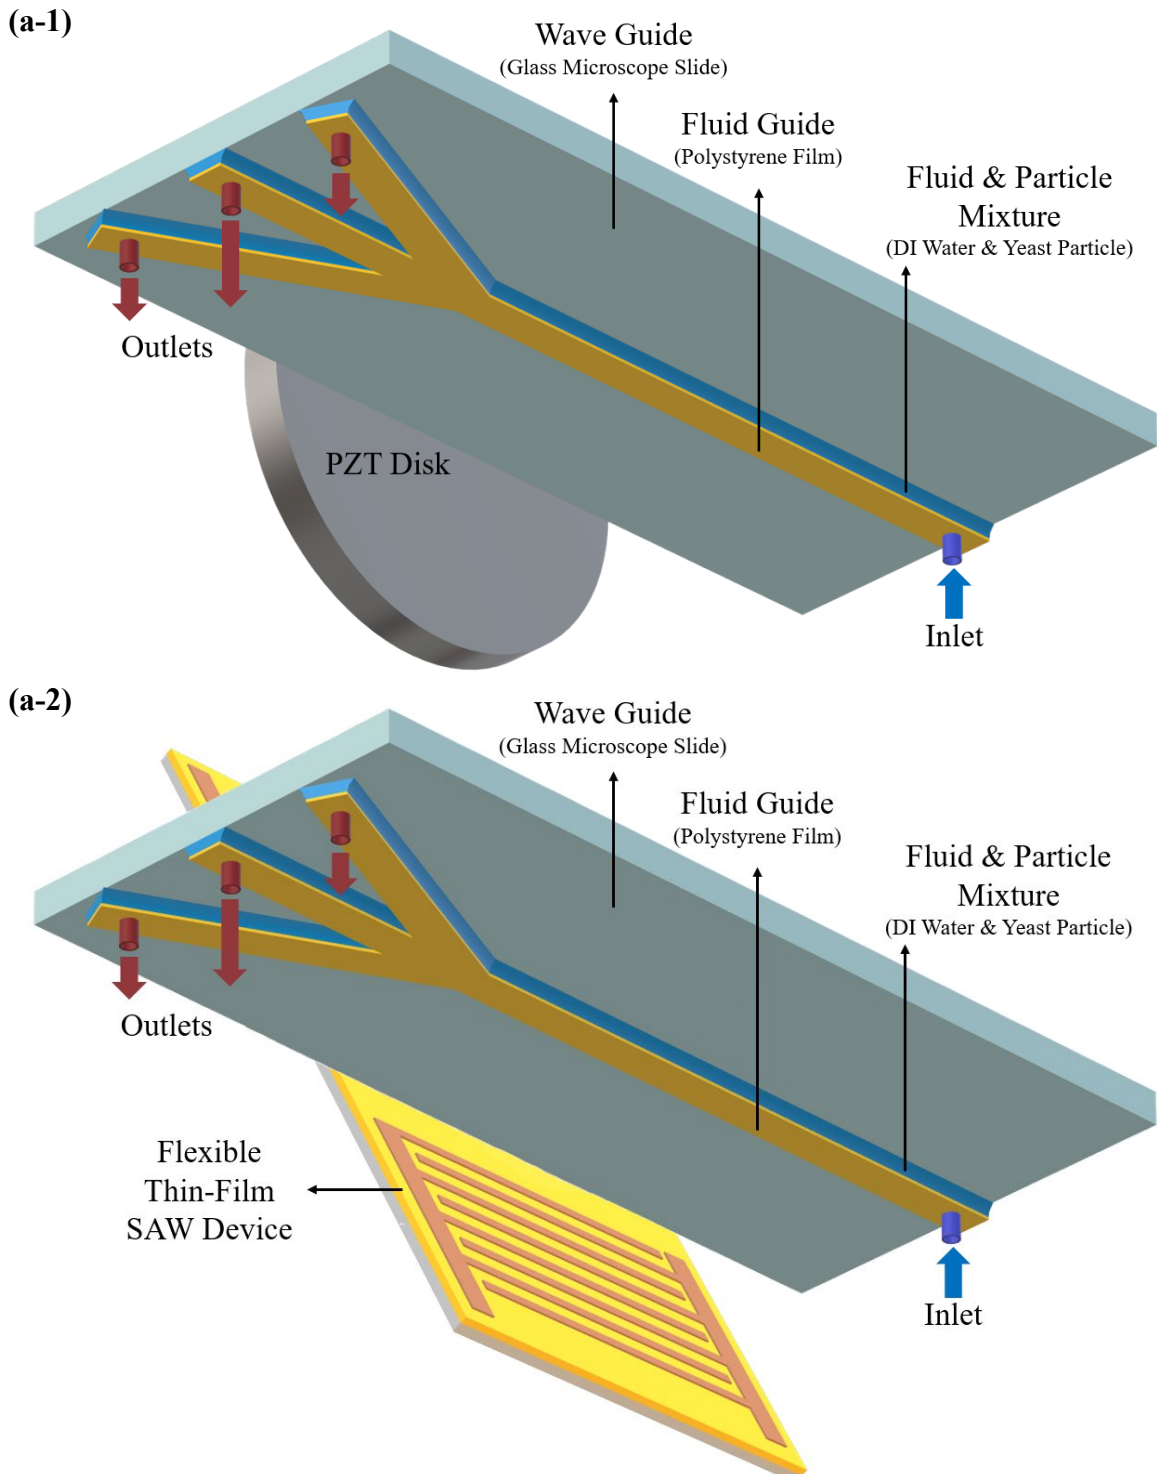 (a-1)
Wave Guide
(Glass Microscope Slide)
Fluid Guide
(Polystyrene Film)
Fluid & Particle
Mixture
(DI Water & Yeast Particle)
Outlets
PZT Disk
Inlet
(a-2)
Wave Guide
(Glass Microscope Slide)
Fluid Guide
(Polystyrene Film)
Fluid & Particle
Mixture
(DI Water & Yeast Particle)
Outlets
Flexible
Thin-Film
SAW Device
Inlet